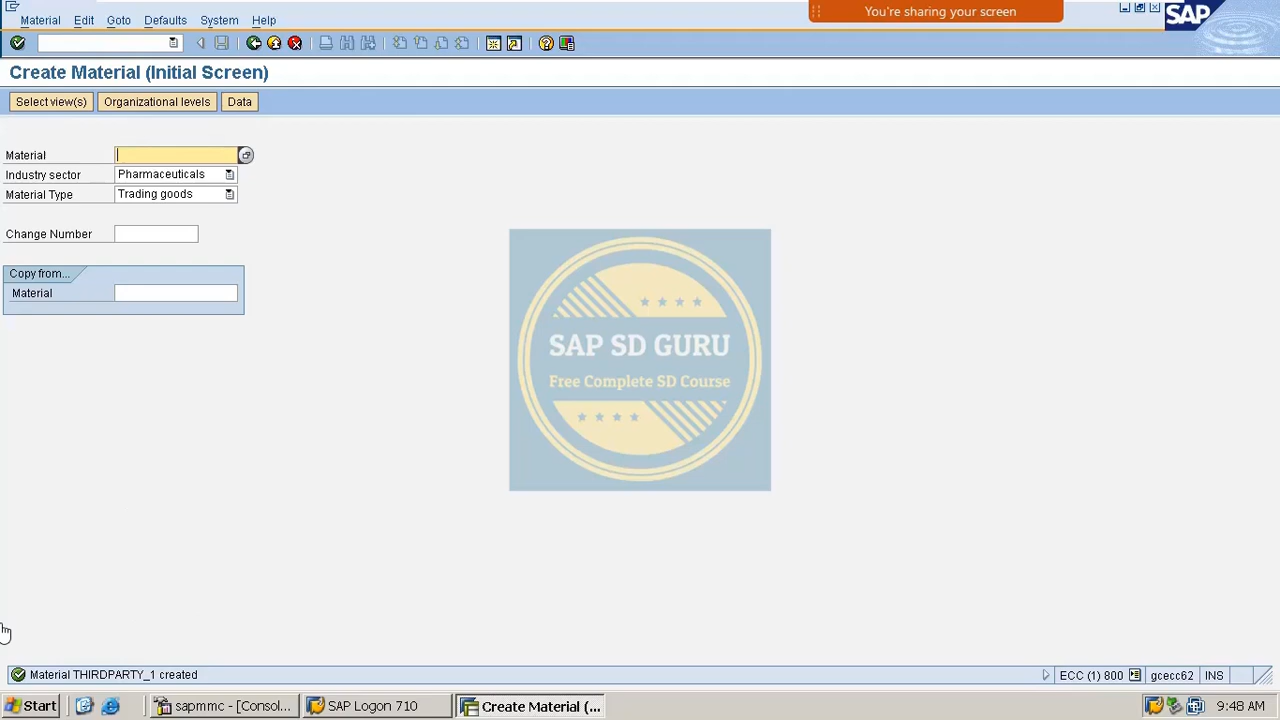 Material Edit Goto Defaults System Help
You're sharing your screen
SAP
Create Material (Initial Screen)
Select view(s) Organizational levels Data
Material
Industry sector Pharmaceuticals
Material Type Trading goods
Change Number
Copy from...
Material
SAP SD GURU
Free Complete SD Course
Material THIRDPARTY_1 created
ECC (1) 800 gcecc62 INS
Start sapmmc - [Consol... SAP Logon 710 Create Material (... 9:48 AM